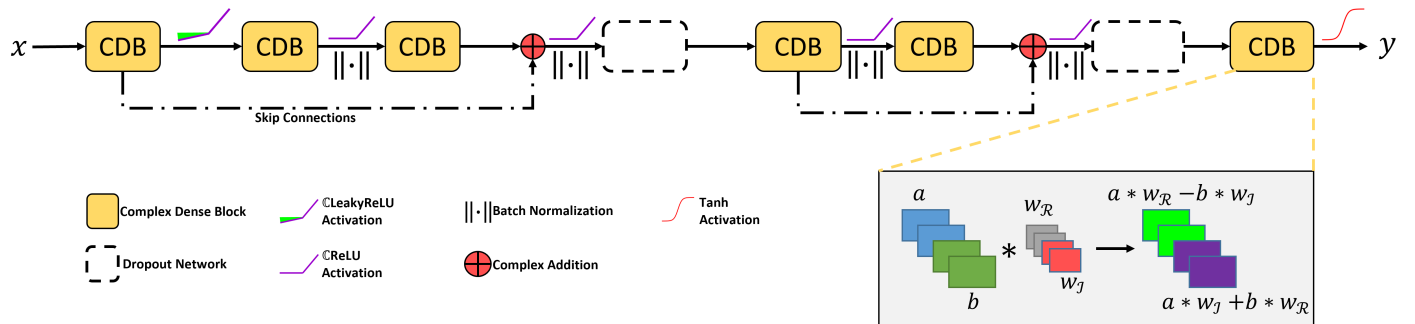 x CDB CDB CDB CDB CDB CDB y
‖·‖ ‖·‖ ‖·‖ ‖·‖
Skip Connections
Complex Dense Block
ℂLeakyReLU
Activation
‖·‖ Batch Normalization
Tanh
Activation
Dropout Network
ℂReLU
Activation
Complex Addition
a
w_ℛ
*
w_ℐ
b
a * w_ℛ − b * w_ℐ
a * w_ℐ + b * w_ℛ